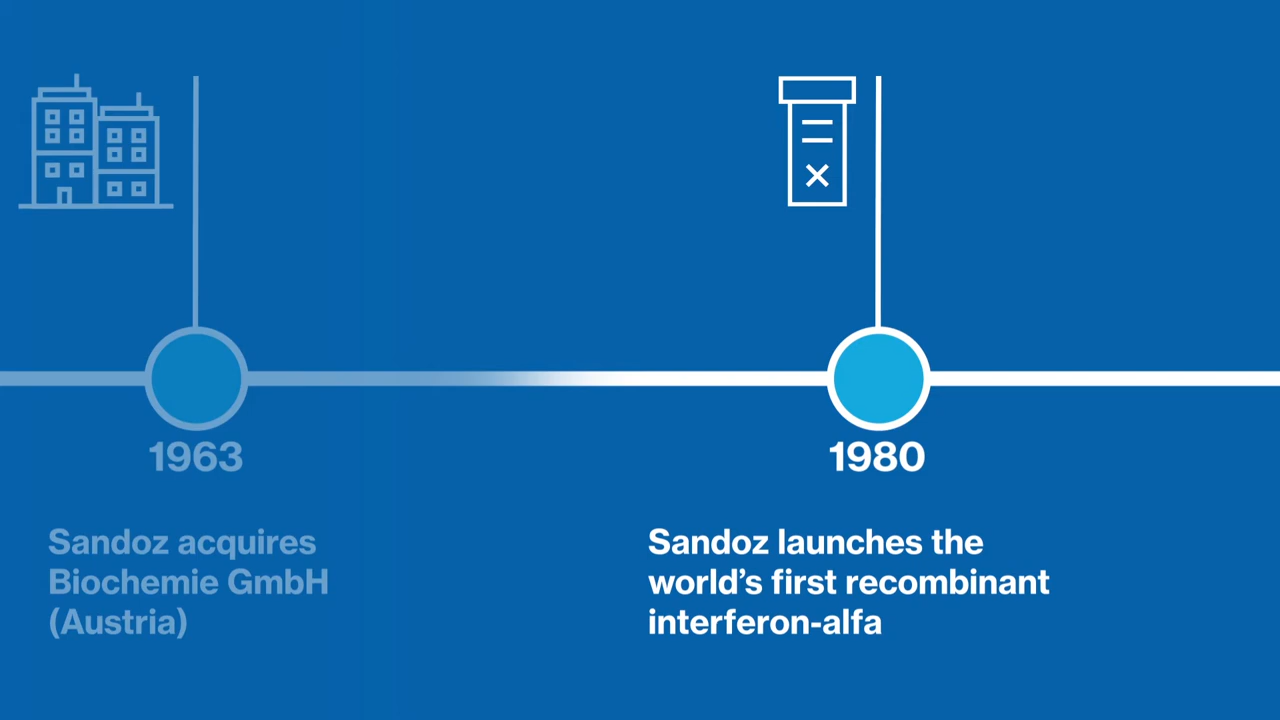 1963
Sandoz acquires
Biochemie GmbH
(Austria)
1980
Sandoz launches the
world’s first recombinant
interferon-alfa